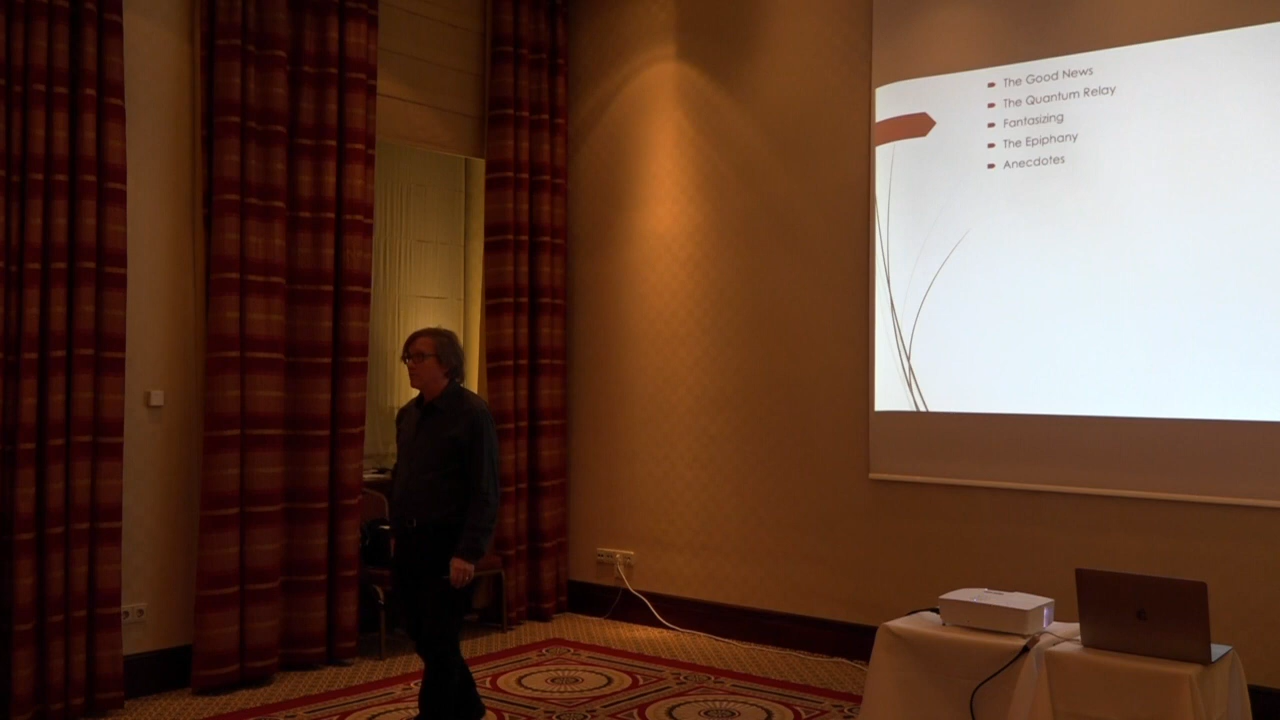 The Good News
The Quantum Relay
Fantasizing
The Epiphany
Anecdotes